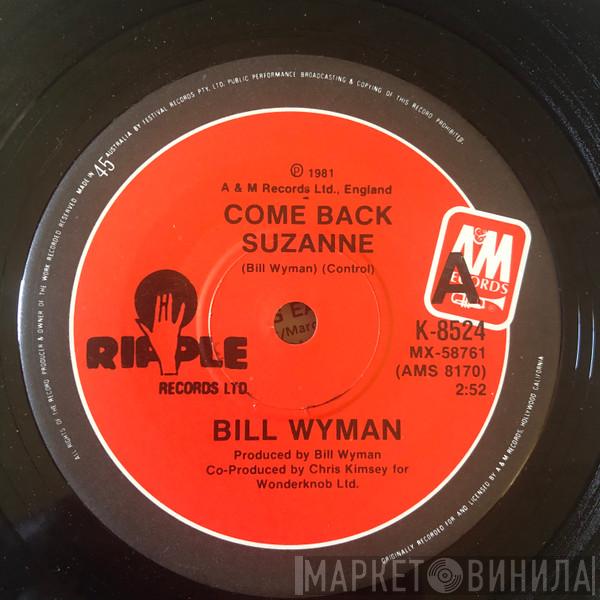 ALL RIGHTS OF THE RECORD PRODUCER & OWNER OF THE WORK RECORDED RESERVED. MADE IN AUSTRALIA BY FESTIVAL RECORDS PTY. LTD. PUBLIC PERFORMANCE BROADCASTING & COPYING OF THIS RECORD PROHIBITED.
45
℗ 1981
A & M Records Ltd., England
COME BACK
SUZANNE
(Bill Wyman) (Control)
A&M
RECORDS
A
K-8524
MX-58761
(AMS 8170)
2:52
RIPPLE
RECORDS LTD.
BILL WYMAN
Produced by Bill Wyman
Co-Produced by Chris Kimsey for
Wonderknob Ltd.
ORIGINALLY RECORDED FOR AND LICENSED BY A & M RECORDS, HOLLYWOOD CALIFORNIA
МАРКЕТ ВИНИЛА